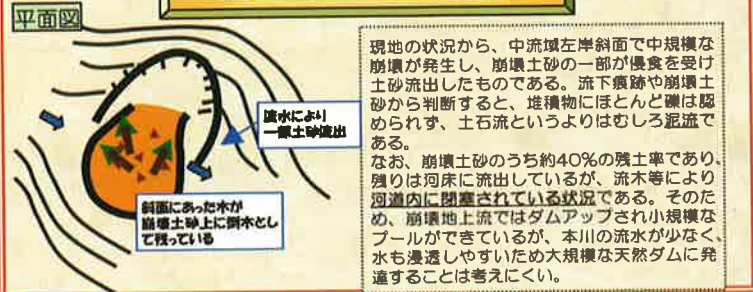 平面図
現地の状況から、中流域左岸斜面で中規模な
崩壊が発生し、崩壊土砂の一部が侵食を受け
土砂流出したものである。流下痕跡や崩壊土
砂から判断すると、堆積物にほとんど礫は認
められず、土石流というよりはむしろ泥流で
ある。
なお、崩壊土砂のうち約40%の残土率であり、
残りは河床に流出しているが、流木等により
河道内に閉塞されている状況である。そのた
め、崩壊地上流ではダムアップされ小規模な
プールができているが、本川の流水が少なく、
水も浸透しやすいため大規模な天然ダムに発
達することは考えにくい。
流水により
一部土砂流出
斜面にあった木が
崩壊土砂上に倒木とし
て残っている